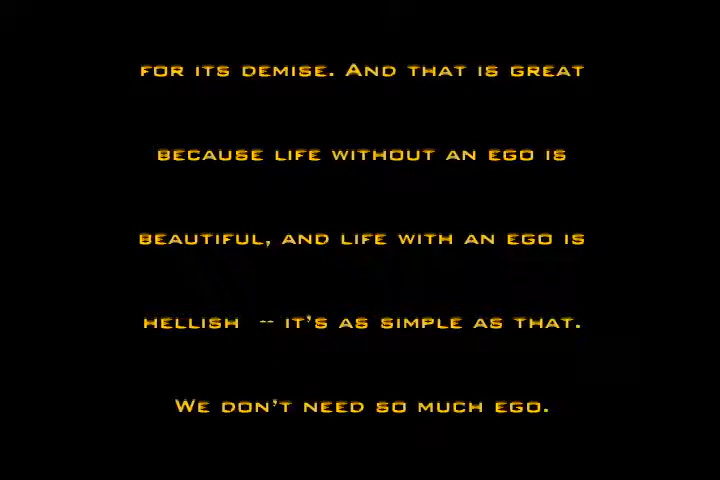 for its demise. And that is great
because life without an ego is
beautiful, and life with an ego is
hellish -- it's as simple as that.
We don't need so much ego.